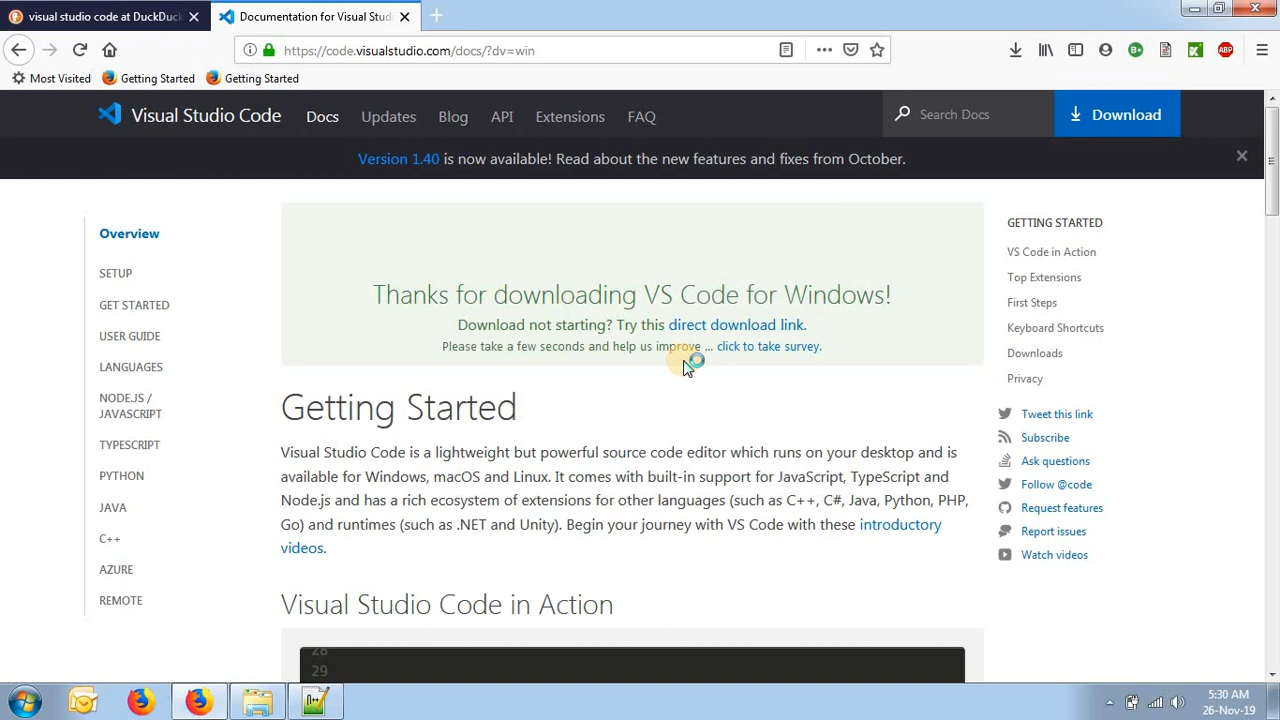 visual studio code at DuckDuck
Documentation for Visual Stud
https://code.visualstudio.com/docs/?dv=win
Most Visited
Getting Started
Getting Started
Visual Studio Code
Docs
Updates
Blog
API
Extensions
FAQ
Search Docs
Download
Version 1.40 is now available! Read about the new features and fixes from October.
Overview
SETUP
GET STARTED
USER GUIDE
LANGUAGES
NODE.JS /
JAVASCRIPT
TYPESCRIPT
PYTHON
JAVA
C++
AZURE
REMOTE
Thanks for downloading VS Code for Windows!
Download not starting? Try this direct download link.
Please take a few seconds and help us improve ... click to take survey.
Getting Started
Visual Studio Code is a lightweight but powerful source code editor which runs on your desktop and is
available for Windows, macOS and Linux. It comes with built-in support for JavaScript, TypeScript and
Node.js and has a rich ecosystem of extensions for other languages (such as C++, C#, Java, Python, PHP,
Go) and runtimes (such as .NET and Unity). Begin your journey with VS Code with these introductory
videos.
Visual Studio Code in Action
28
29
GETTING STARTED
VS Code in Action
Top Extensions
First Steps
Keyboard Shortcuts
Downloads
Privacy
Tweet this link
Subscribe
Ask questions
Follow @code
Request features
Report issues
Watch videos
5:30 AM
26-Nov-19